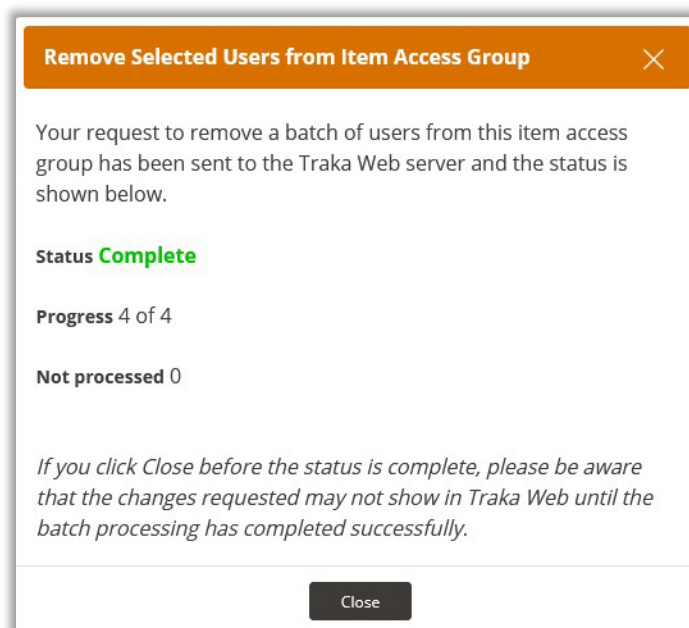 Remove Selected Users from Item Access Group
Your request to remove a batch of users from this item access
group has been sent to the Traka Web server and the status is
shown below.
Status Complete
Progress 4 of 4
Not processed 0
If you click Close before the status is complete, please be aware
that the changes requested may not show in Traka Web until the
batch processing has completed successfully.
Close